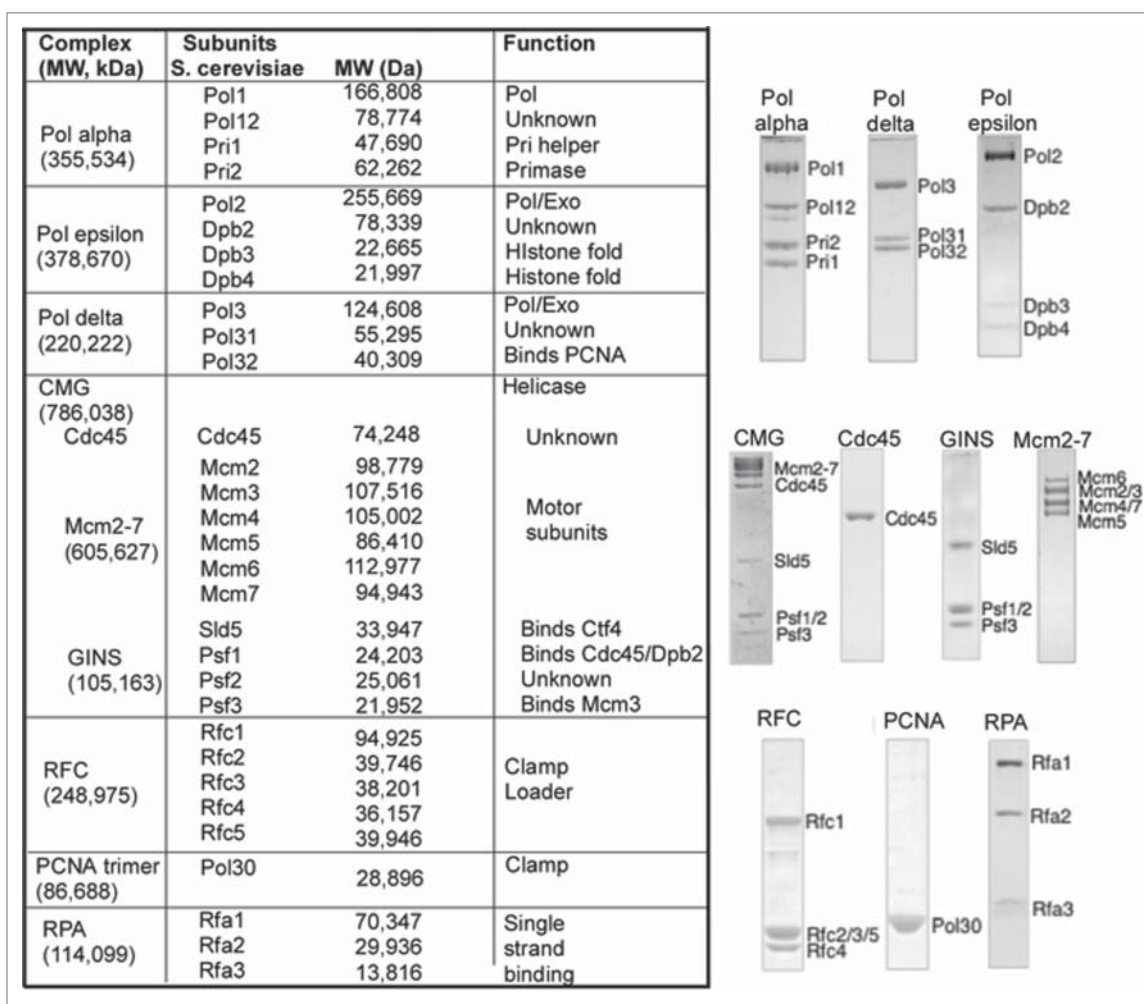 Complex Subunits Function
(MW, kDa) S. cerevisiae MW (Da)
Pol alpha
(355,534)
Pol1 166,808 Pol
Pol12 78,774 Unknown
Pri1 47,690 Pri helper
Pri2 62,262 Primase
Pol epsilon
(378,670)
Pol2 255,669 Pol/Exo
Dpb2 78,339 Unknown
Dpb3 22,665 HIstone fold
Dpb4 21,997 Histone fold
Pol delta
(220,222)
Pol3 124,608 Pol/Exo
Pol31 55,295 Unknown
Pol32 40,309 Binds PCNA
CMG Helicase
(786,038)
Cdc45 Cdc45 74,248 Unknown
Mcm2-7
(605,627)
Mcm2 98,779
Mcm3 107,516
Mcm4 105,002
Mcm5 86,410
Mcm6 112,977
Mcm7 94,943
Motor
subunits
GINS
(105,163)
Sld5 33,947 Binds Ctf4
Psf1 24,203 Binds Cdc45/Dpb2
Psf2 25,061 Unknown
Psf3 21,952 Binds Mcm3
RFC
(248,975)
Rfc1 94,925
Rfc2 39,746
Rfc3 38,201
Rfc4 36,157
Rfc5 39,946
Clamp
Loader
PCNA trimer
(86,688)
Pol30 28,896 Clamp
RPA
(114,099)
Rfa1 70,347 Single
Rfa2 29,936 strand
Rfa3 13,816 binding
Pol
alpha
Pol1
Pol12
Pri2
Pri1
Pol
delta
Pol3
Pol31
Pol32
Pol
epsilon
Pol2
Dpb2
Dpb3
Dpb4
CMG
Mcm2-7
Cdc45
Sld5
Psf1/2
Psf3
Cdc45
Cdc45
GINS
Sld5
Psf1/2
Psf3
Mcm2-7
Mcm6
Mcm2/3
Mcm4/7
Mcm5
RFC
Rfc1
Rfc2/3/5
Rfc4
PCNA
Pol30
RPA
Rfa1
Rfa2
Rfa3